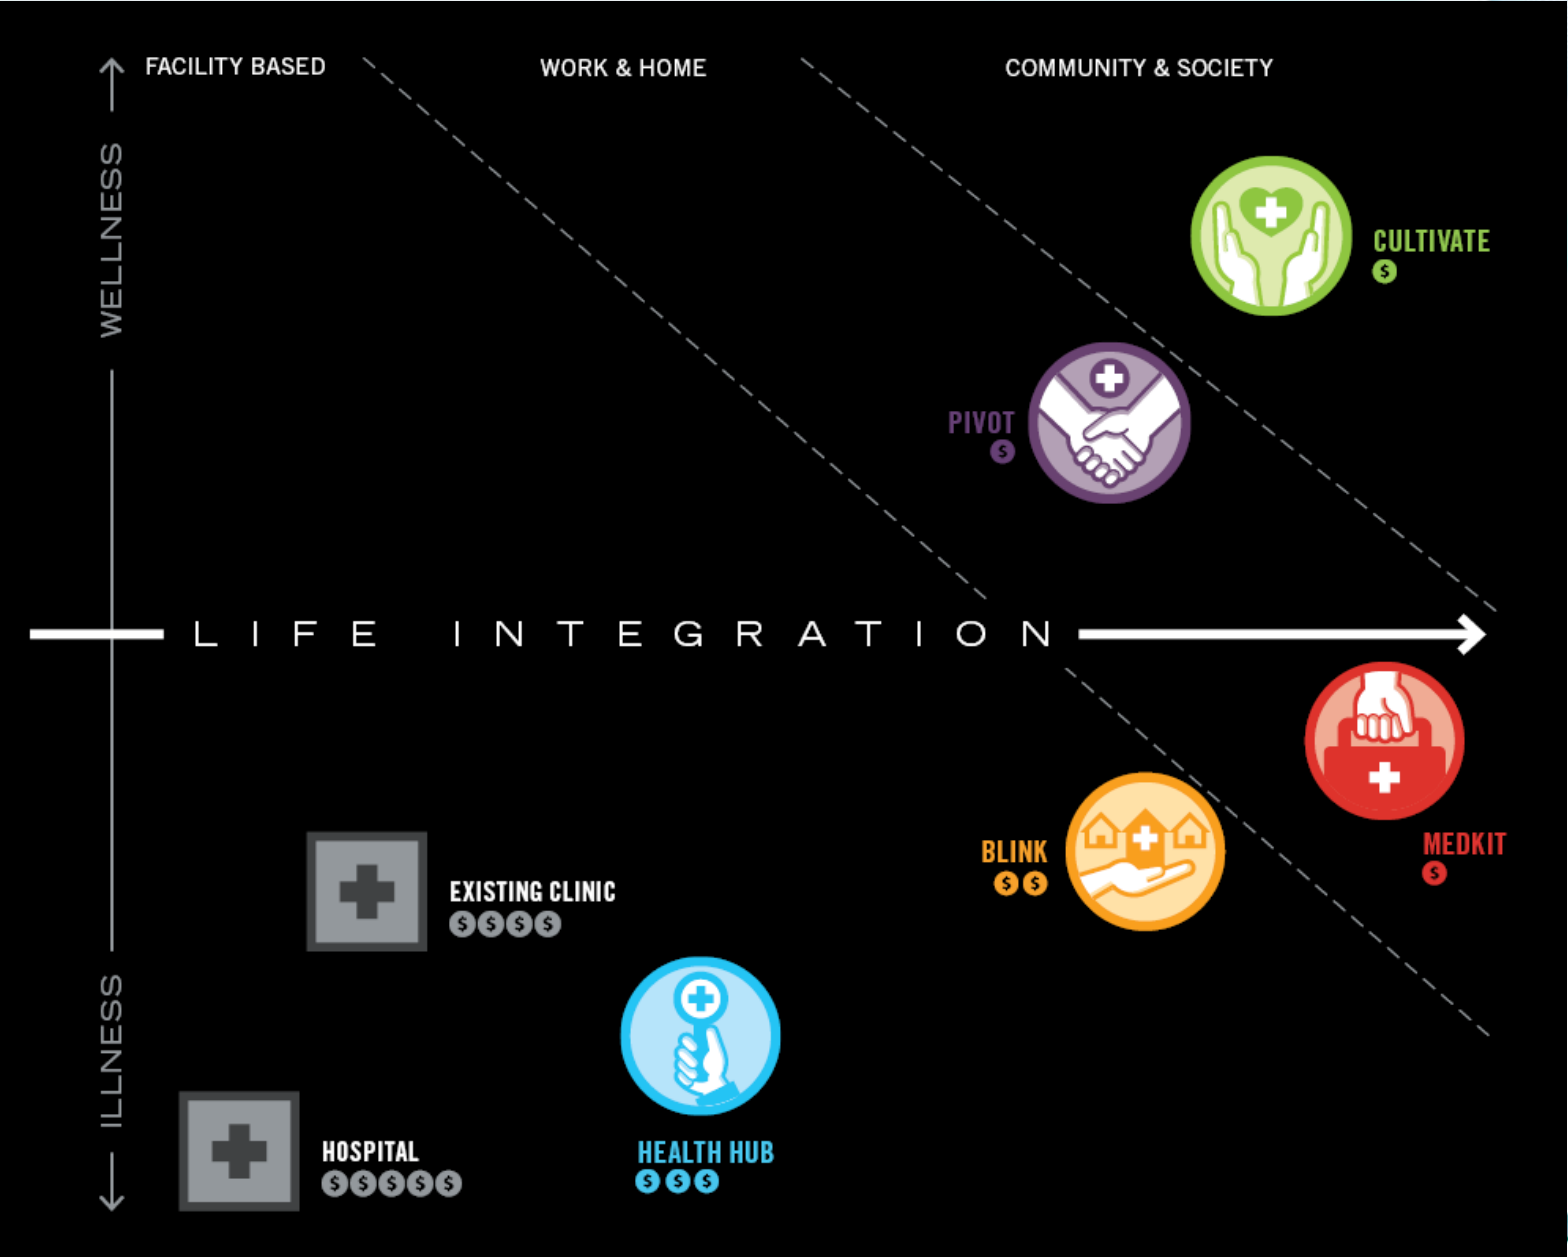 FACILITY BASED
WORK & HOME
COMMUNITY & SOCIETY
WELLNESS
CULTIVATE
$
PIVOT
$
LIFE INTEGRATION
BLINK
$ $
MEDKIT
$
EXISTING CLINIC
$ $ $ $
ILLNESS
HOSPITAL
$ $ $ $ $
HEALTH HUB
$ $ $